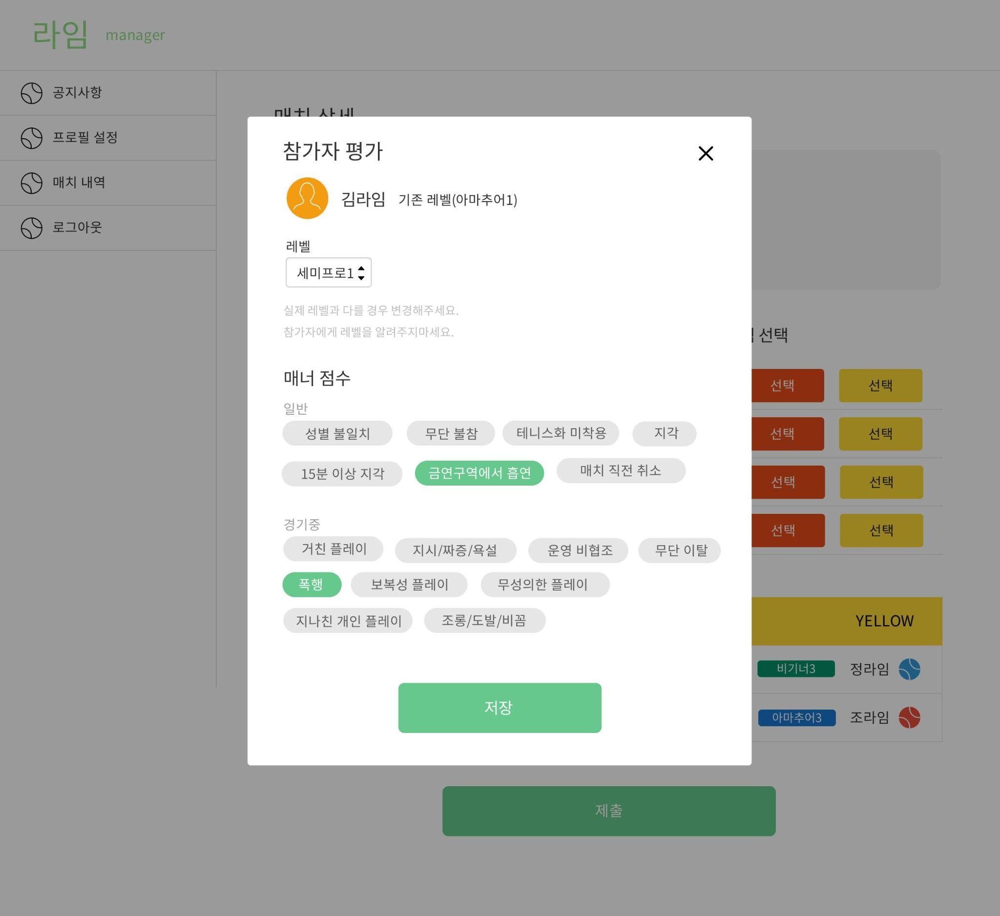 라임 manager
공지사항
프로필 설정
매치 내역
로그아웃
매치 상세
참가자 평가
김라임 기존 레벨(아마추어1)
레벨
세미프로1
실제 레벨과 다를 경우 변경해주세요.
참가자에게 레벨을 알려주지마세요.
매너 점수
일반
성별 불일치 무단 불참 테니스화 미착용 지각
15분 이상 지각 금연구역에서 흡연 매치 직전 취소
경기중
거친 플레이 지시/짜증/욕설 운영 비협조 무단 이탈
폭행 보복성 플레이 무성의한 플레이
지나친 개인 플레이 조롱/도발/비꼼
저장
선택
선택 선택
선택 선택
선택 선택
선택 선택
YELLOW
비기너3 정라임
아마추어3 조라임
제출